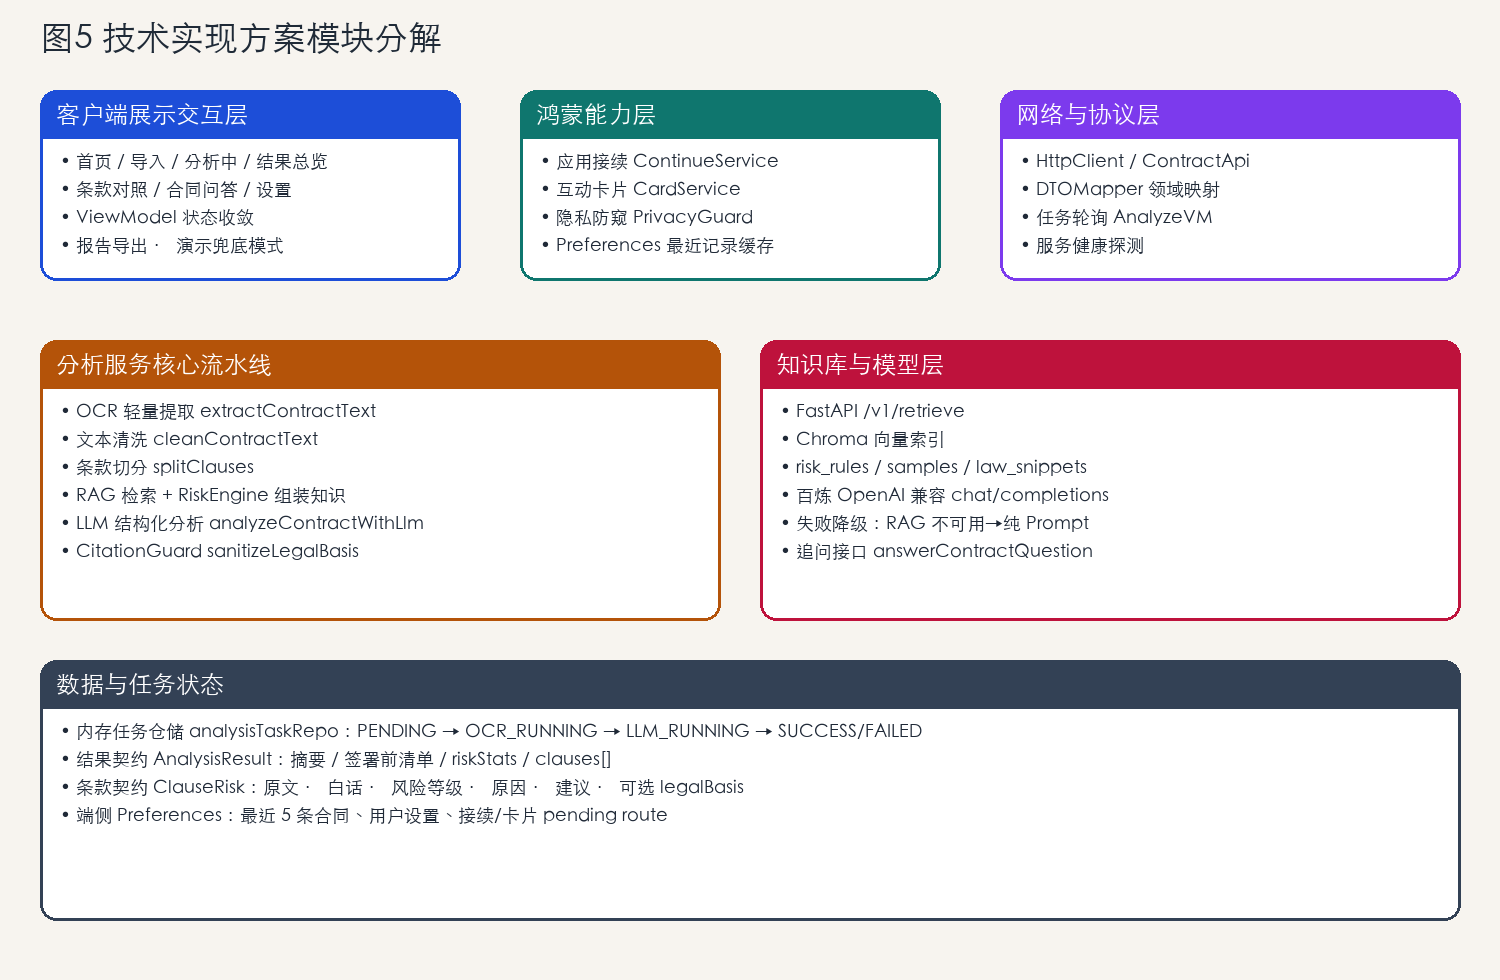 图5 技术实现方案模块分解
客户端展示交互层
• 首页 / 导入 / 分析中 / 结果总览
• 条款对照 / 合同问答 / 设置
• ViewModel 状态收敛
• 报告导出 · 演示兜底模式
鸿蒙能力层
• 应用接续 ContinueService
• 互动卡片 CardService
• 隐私防窥 PrivacyGuard
• Preferences 最近记录缓存
网络与协议层
• HttpClient / ContractApi
• DTOMapper 领域映射
• 任务轮询 AnalyzeVM
• 服务健康探测
分析服务核心流水线
• OCR 轻量提取 extractContractText
• 文本清洗 cleanContractText
• 条款切分 splitClauses
• RAG 检索 + RiskEngine 组装知识
• LLM 结构化分析 analyzeContractWithLlm
• CitationGuard sanitizeLegalBasis
知识库与模型层
• FastAPI /v1/retrieve
• Chroma 向量索引
• risk_rules / samples / law_snippets
• 百炼 OpenAI 兼容 chat/completions
• 失败降级：RAG 不可用→纯 Prompt
• 追问接口 answerContractQuestion
数据与任务状态
• 内存任务仓储 analysisTaskRepo：PENDING → OCR_RUNNING → LLM_RUNNING → SUCCESS/FAILED
• 结果契约 AnalysisResult：摘要 / 签署前清单 / riskStats / clauses[]
• 条款契约 ClauseRisk：原文 · 白话 · 风险等级 · 原因 · 建议 · 可选 legalBasis
• 端侧 Preferences：最近 5 条合同、用户设置、接续/卡片 pending route